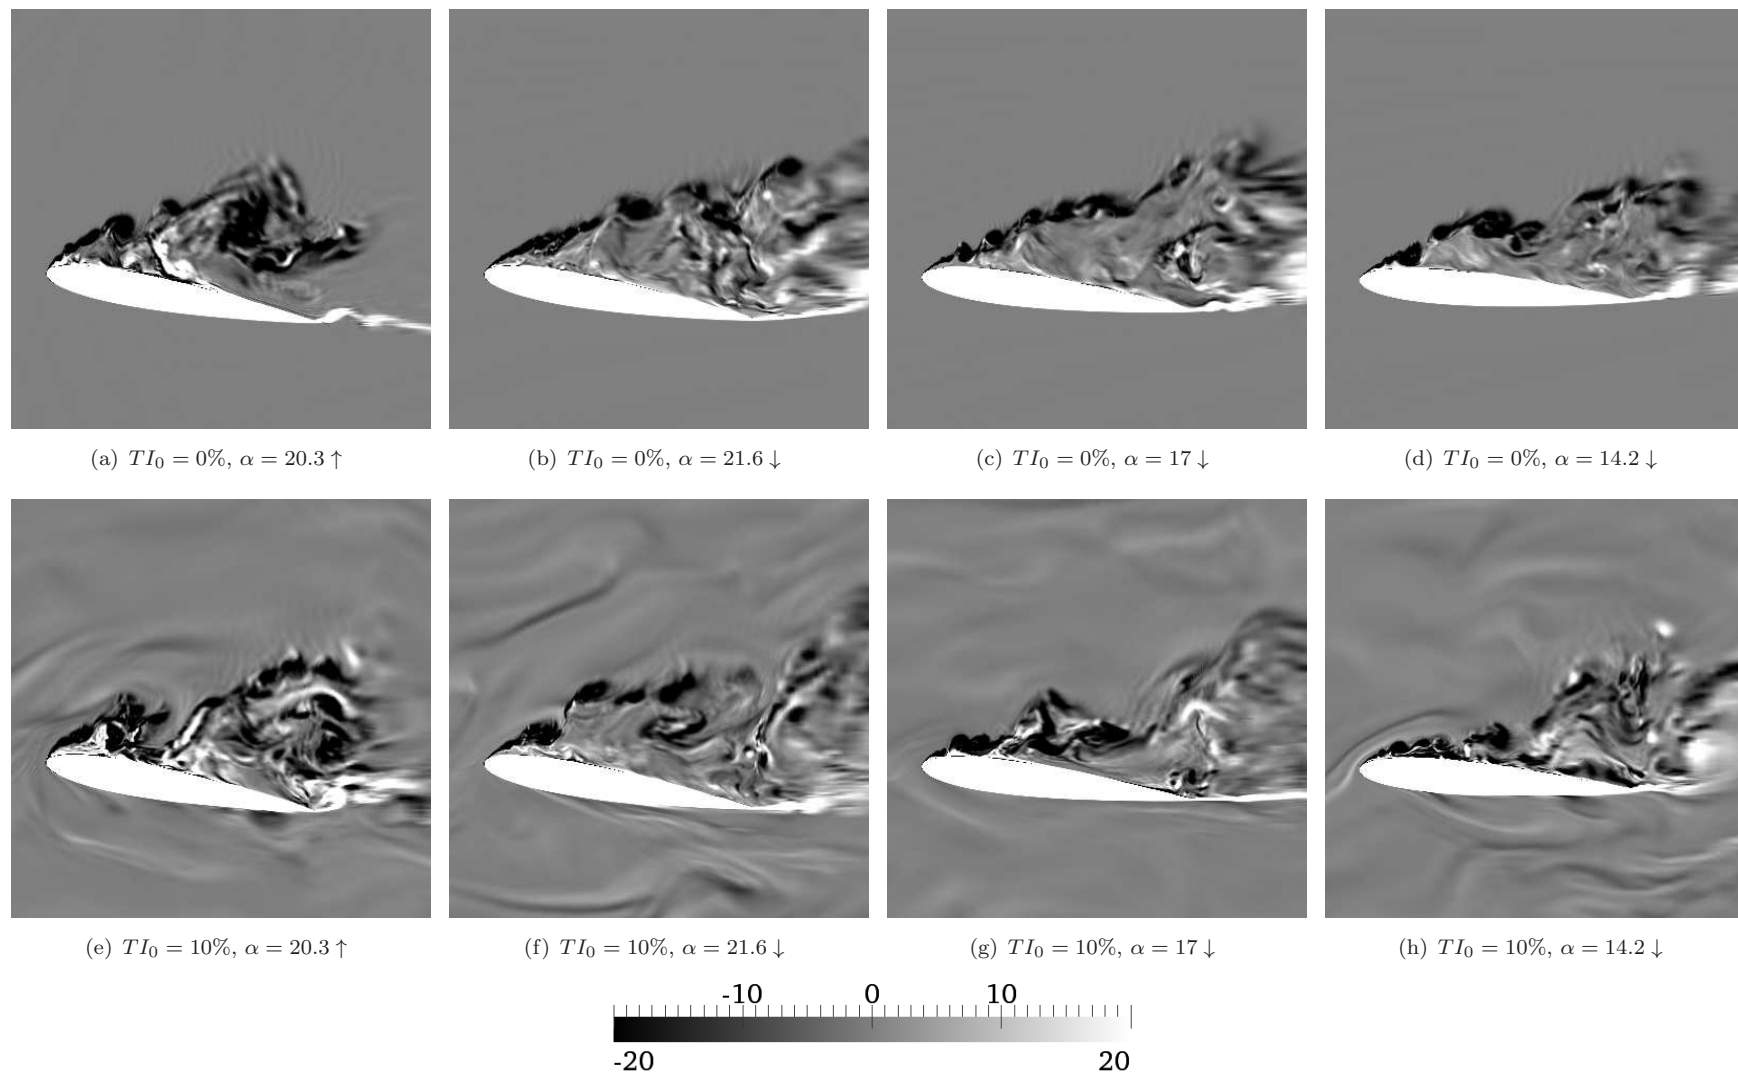 (a) TI₀ = 0%, α = 20.3 ↑
(b) TI₀ = 0%, α = 21.6 ↓
(c) TI₀ = 0%, α = 17 ↓
(d) TI₀ = 0%, α = 14.2 ↓
(e) TI₀ = 10%, α = 20.3 ↑
(f) TI₀ = 10%, α = 21.6 ↓
(g) TI₀ = 10%, α = 17 ↓
(h) TI₀ = 10%, α = 14.2 ↓
-10 0 10
-20 20